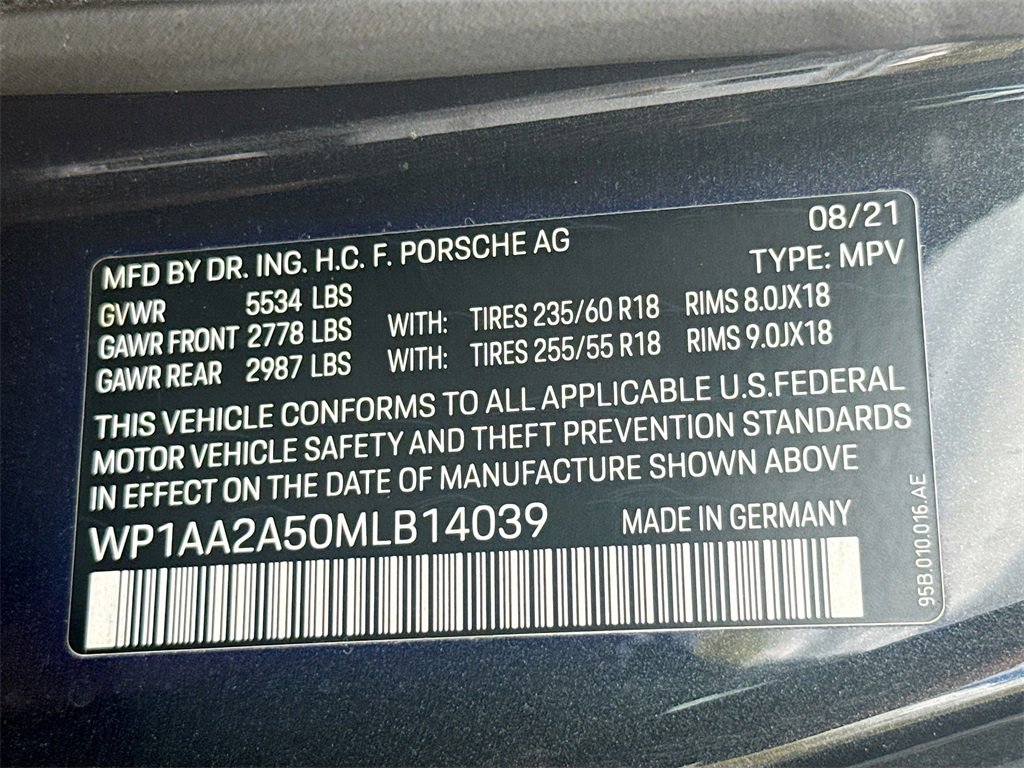 08/21
MFD BY DR. ING. H.C. F. PORSCHE AG TYPE: MPV
GVWR 5534 LBS
GAWR FRONT 2778 LBS WITH: TIRES 235/60 R18 RIMS 8.0JX18
GAWR REAR 2987 LBS WITH: TIRES 255/55 R18 RIMS 9.0JX18
THIS VEHICLE CONFORMS TO ALL APPLICABLE U.S.FEDERAL
MOTOR VEHICLE SAFETY AND THEFT PREVENTION STANDARDS
IN EFFECT ON THE DATE OF MANUFACTURE SHOWN ABOVE
WP1AA2A50MLB14039 MADE IN GERMANY
95B.010.016.AE